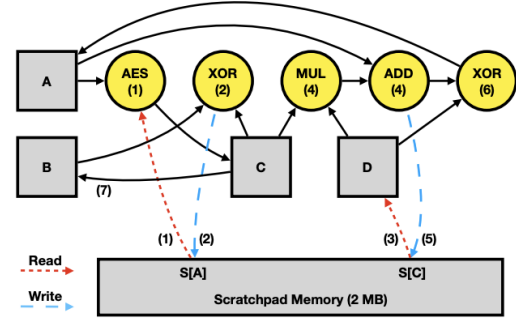 A
AES
(1)
XOR
(2)
MUL
(4)
ADD
(4)
XOR
(6)
B
(7)
C
D
(1)
(2)
(3)
(5)
Read
Write
S[A]
S[C]
Scratchpad Memory (2 MB)